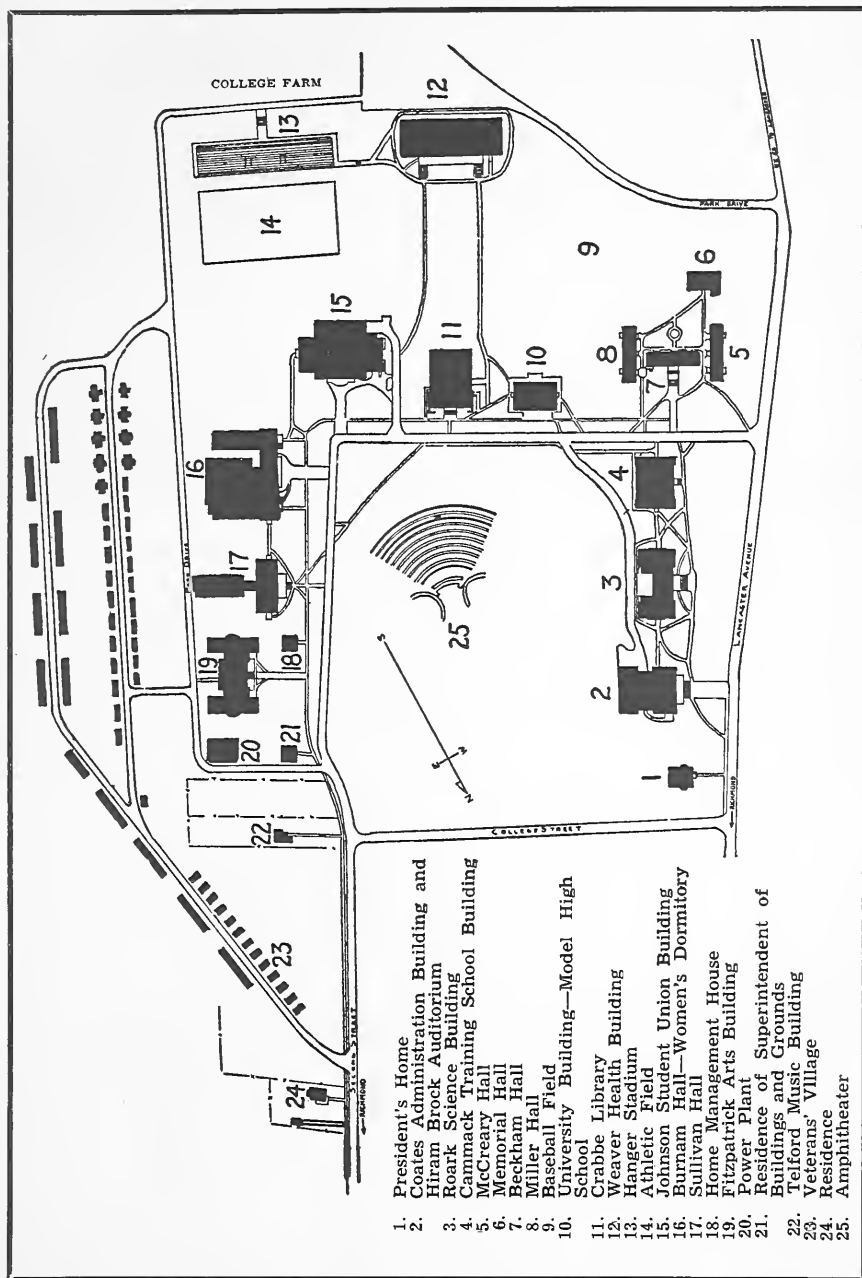 COLLEGE FARM
12
13
14
15
11
10
9
PARK DRIVE
6
8
7
5
4
16
17
PARK DRIVE
19
18
20
21
22
23
24
25
S
E
W
N
3
2
1
LANCASTER AVENUE
COLLEGE STREET
SECOND STREET
←RICHMOND
←RICHMOND
1. President's Home
2. Coates Administration Building and
Hiram Brock Auditorium
3. Roark Science Building
4. Cammack Training School Building
5. McCreary Hall
6. Memorial Hall
7. Beckham Hall
8. Miller Hall
9. Baseball Field
10. University Building—Model High
School
11. Crabbe Library
12. Weaver Health Building
13. Hanger Stadium
14. Athletic Field
15. Johnson Student Union Building
16. Burnam Hall—Women's Dormitory
17. Sullivan Hall
18. Home Management House
19. Fitzpatrick Arts Building
20. Power Plant
21. Residence of Superintendent of
Buildings and Grounds
22. Telford Music Building
23. Veterans' Village
24. Residence
25. Amphitheater